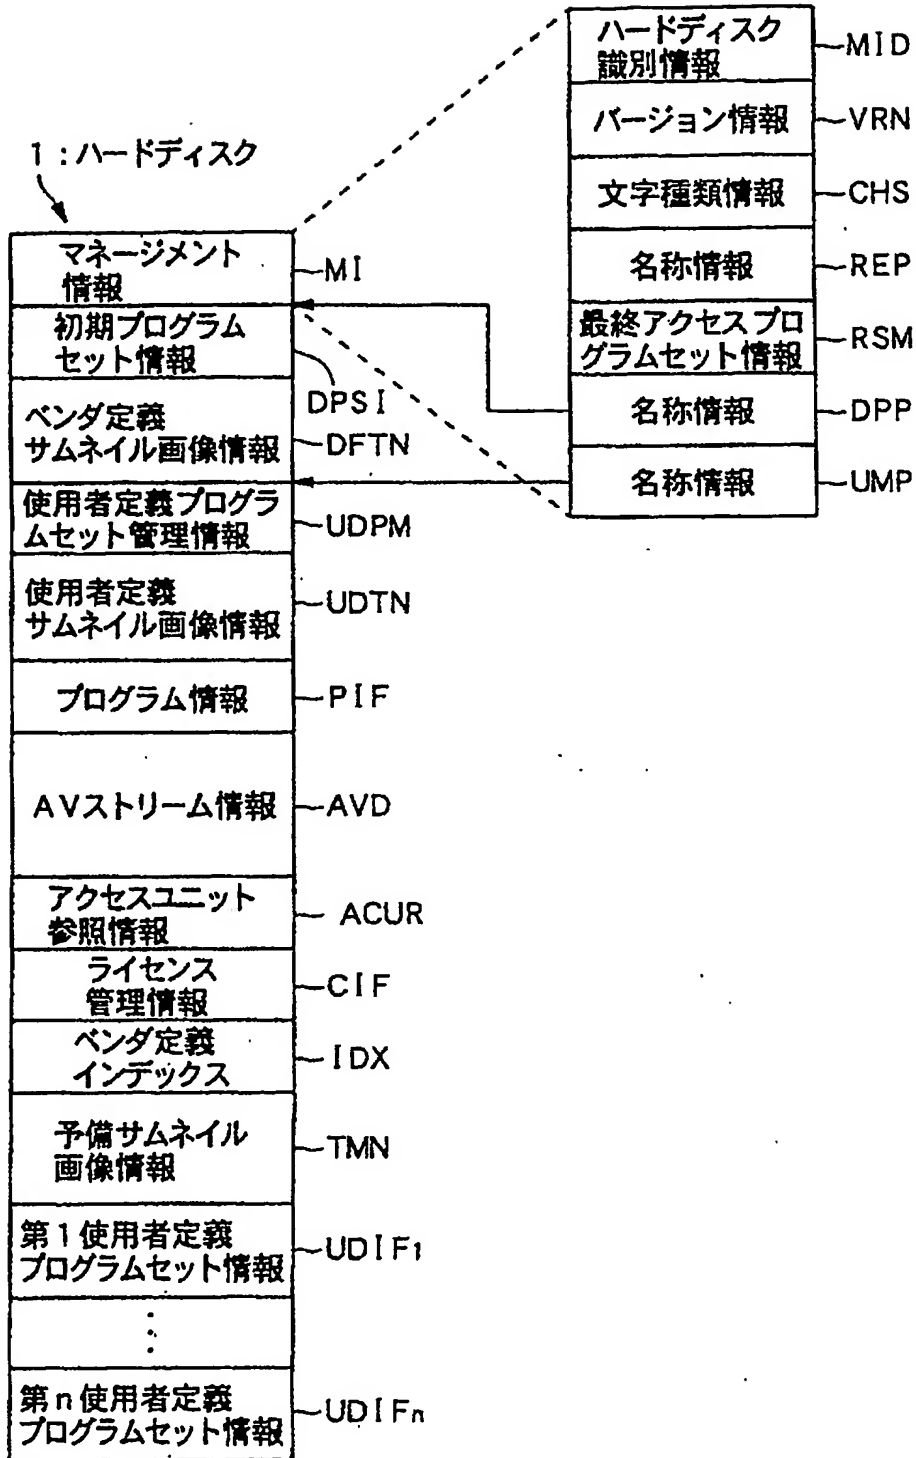 ハードディスク
識別情報
MID
バージョン情報
VRN
文字種類情報
CHS
名称情報
REP
最終アクセスプロ
グラムセット情報
RSM
名称情報
DPP
名称情報
UMP
1:ハードディスク
マネージメント
情報
MI
初期プログラム
セット情報
DPSI
ベンダ定義
サムネイル画像情報
DFTN
使用者定義プログラ
ムセット管理情報
UDPM
使用者定義
サムネイル画像情報
UDTN
プログラム情報
PIF
AVストリーム情報
AVD
アクセスユニット
参照情報
ACUR
ライセンス
管理情報
CIF
ベンダ定義
インデックス
IDX
予備サムネイル
画像情報
TMN
第1使用者定義
プログラムセット情報
UDIF1
第n使用者定義
プログラムセット情報
UDIFn